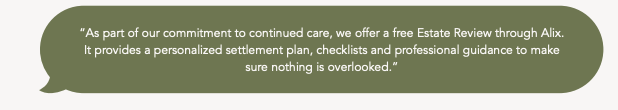 “As part of our commitment to continued care, we offer a free Estate Review through Alix.
It provides a personalized settlement plan, checklists and professional guidance to make
sure nothing is overlooked.”